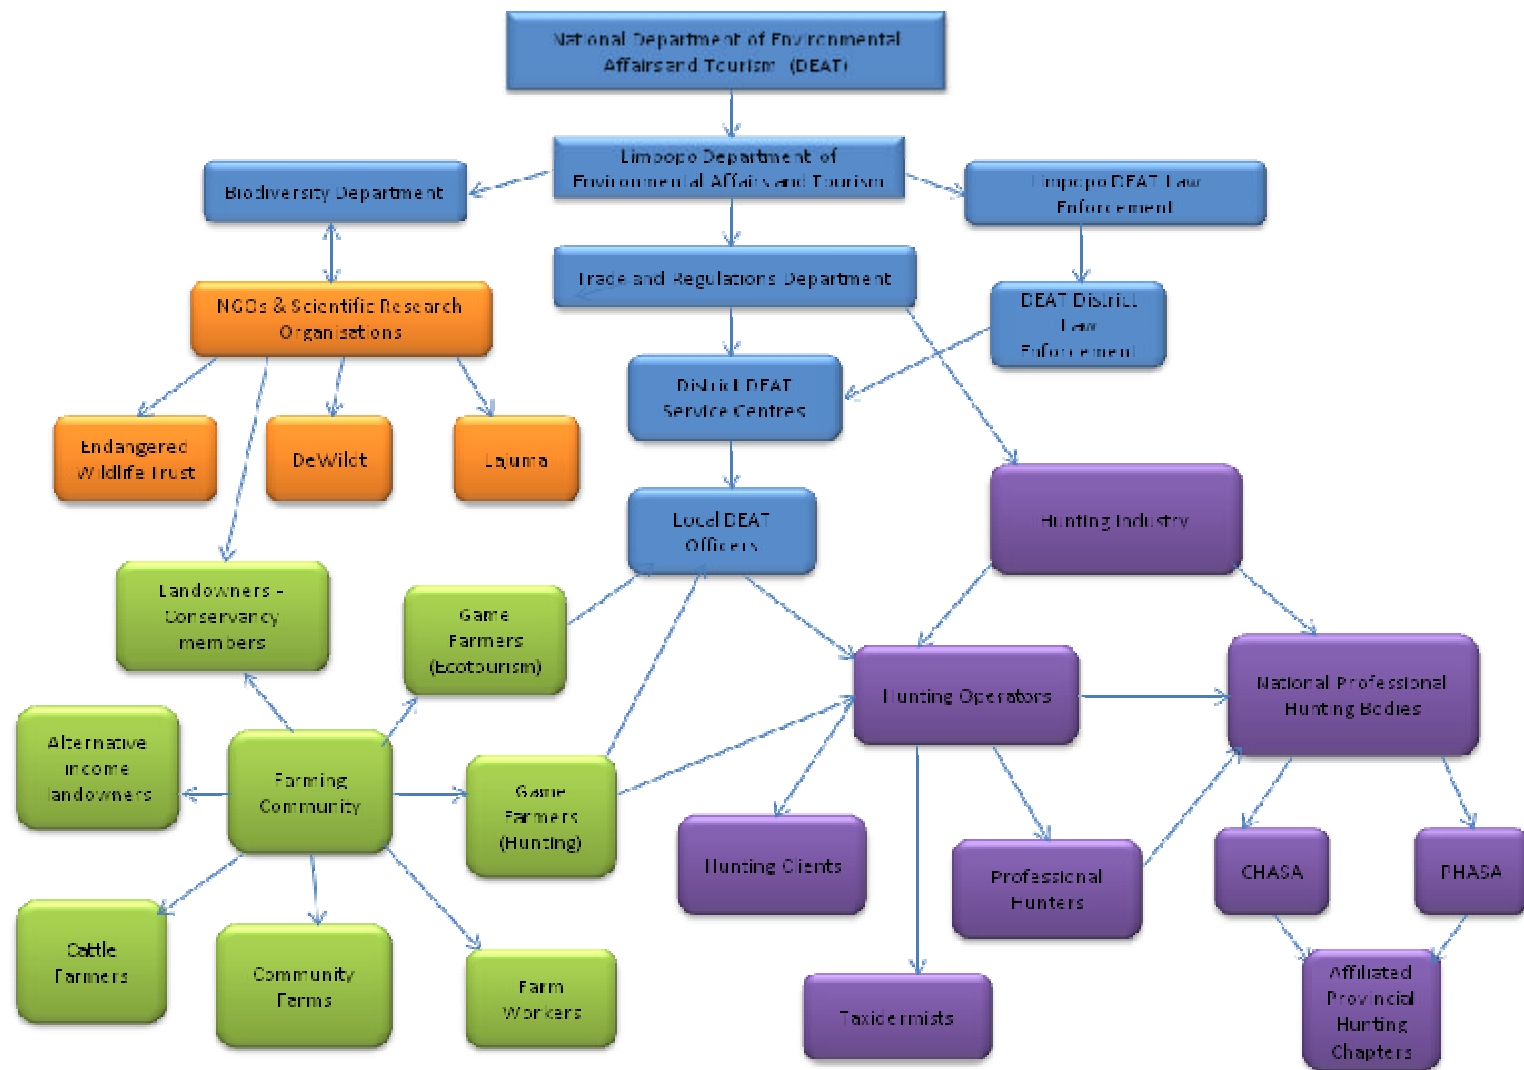 National Department of Environmental
Affairs and Tourism (DEAT)
Limpopo Department of
Environmental Affairs and Tourism
Biodiversity Department
Limpopo DEAT Law
Enforcement
Trade and Regulations Department
NGOs & Scientific Research
Organisations
DEAT District
Law
Enforcement
District DEAT
Service Centres
Endangered
Wildlife Trust
DeWildt
Lajuma
Local DEAT
Officers
Hunting Industry
Landowners –
Conservancy
members
Game
Farmers
(Ecotourism)
Hunting Operators
National Professional
Hunting Bodies
Alternative
income
landowners
Farming
Community
Game
Farmers
(Hunting)
Hunting Clients
Professional
Hunters
CHASA
PHASA
Cattle
Farmers
Community
Farms
Farm
Workers
Taxidermists
Affiliated
Provincial
Hunting
Chapters